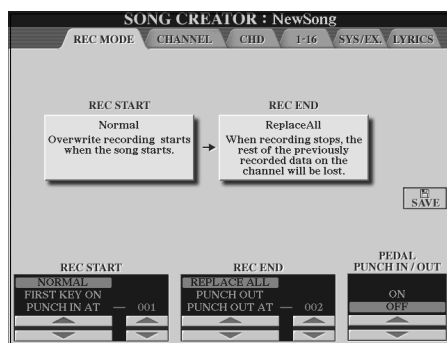 SONG CREATOR : NewSong
REC MODE CHANNEL CHD 1-16 SYS/EX. LYRICS
REC START
Normal
Overwrite recording starts
when the song starts.
REC END
ReplaceAll
When recording stops, the
rest of the previously
recorded data on the
channel will be lost.
SAVE
REC START
NORMAL
FIRST KEY ON
PUNCH IN AT — 001
REC END
REPLACE ALL
PUNCH OUT
PUNCH OUT AT — 002
PEDAL
PUNCH IN / OUT
ON
OFF